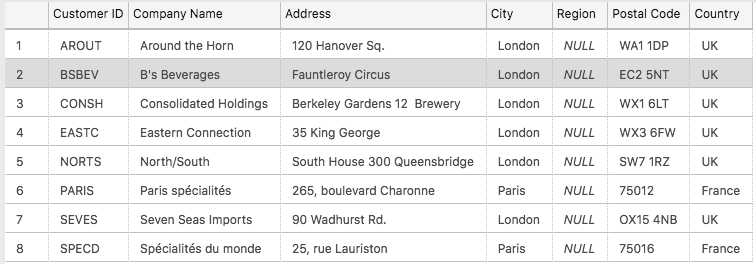 Customer ID Company Name Address City Region Postal Code Country
1 AROUT Around the Horn 120 Hanover Sq. London NULL WA1 1DP UK
2 BSBEV B's Beverages Fauntleroy Circus London NULL EC2 5NT UK
3 CONSH Consolidated Holdings Berkeley Gardens 12  Brewery London NULL WX1 6LT UK
4 EASTC Eastern Connection 35 King George London NULL WX3 6FW UK
5 NORTS North/South South House 300 Queensbridge London NULL SW7 1RZ UK
6 PARIS Paris spécialités 265, boulevard Charonne Paris NULL 75012 France
7 SEVES Seven Seas Imports 90 Wadhurst Rd. London NULL OX15 4NB UK
8 SPECD Spécialités du monde 25, rue Lauriston Paris NULL 75016 France